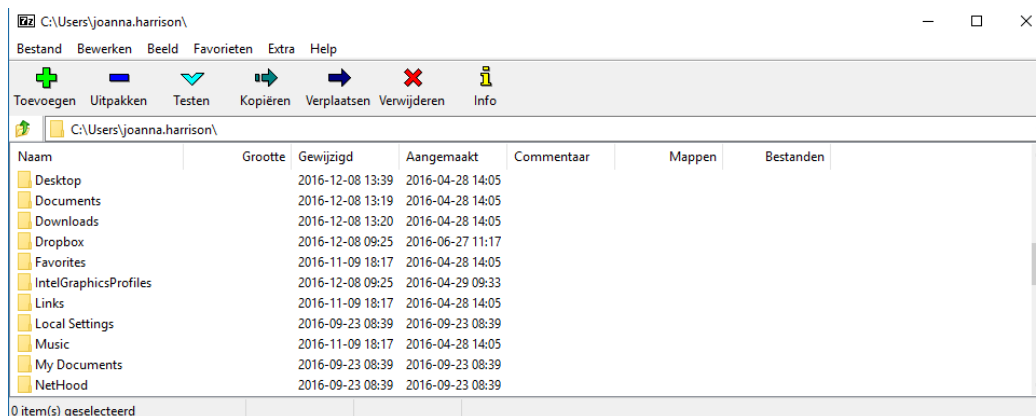 7z C:\Users\joanna.harrison\
Bestand Bewerken Beeld Favorieten Extra Help
Toevoegen Uitpakken Testen Kopiëren Verplaatsen Verwijderen Info
C:\Users\joanna.harrison\
Naam Grootte Gewijzigd Aangemaakt Commentaar Mappen Bestanden
Desktop 2016-12-08 13:39 2016-04-28 14:05
Documents 2016-12-08 13:19 2016-04-28 14:05
Downloads 2016-12-08 13:20 2016-04-28 14:05
Dropbox 2016-12-08 09:25 2016-06-27 11:17
Favorites 2016-11-09 18:17 2016-04-28 14:05
IntelGraphicsProfiles 2016-12-08 09:25 2016-04-29 09:33
Links 2016-11-09 18:17 2016-04-28 14:05
Local Settings 2016-09-23 08:39 2016-09-23 08:39
Music 2016-11-09 18:17 2016-04-28 14:05
My Documents 2016-09-23 08:39 2016-09-23 08:39
NetHood 2016-09-23 08:39 2016-09-23 08:39
0 item(s) geselecteerd